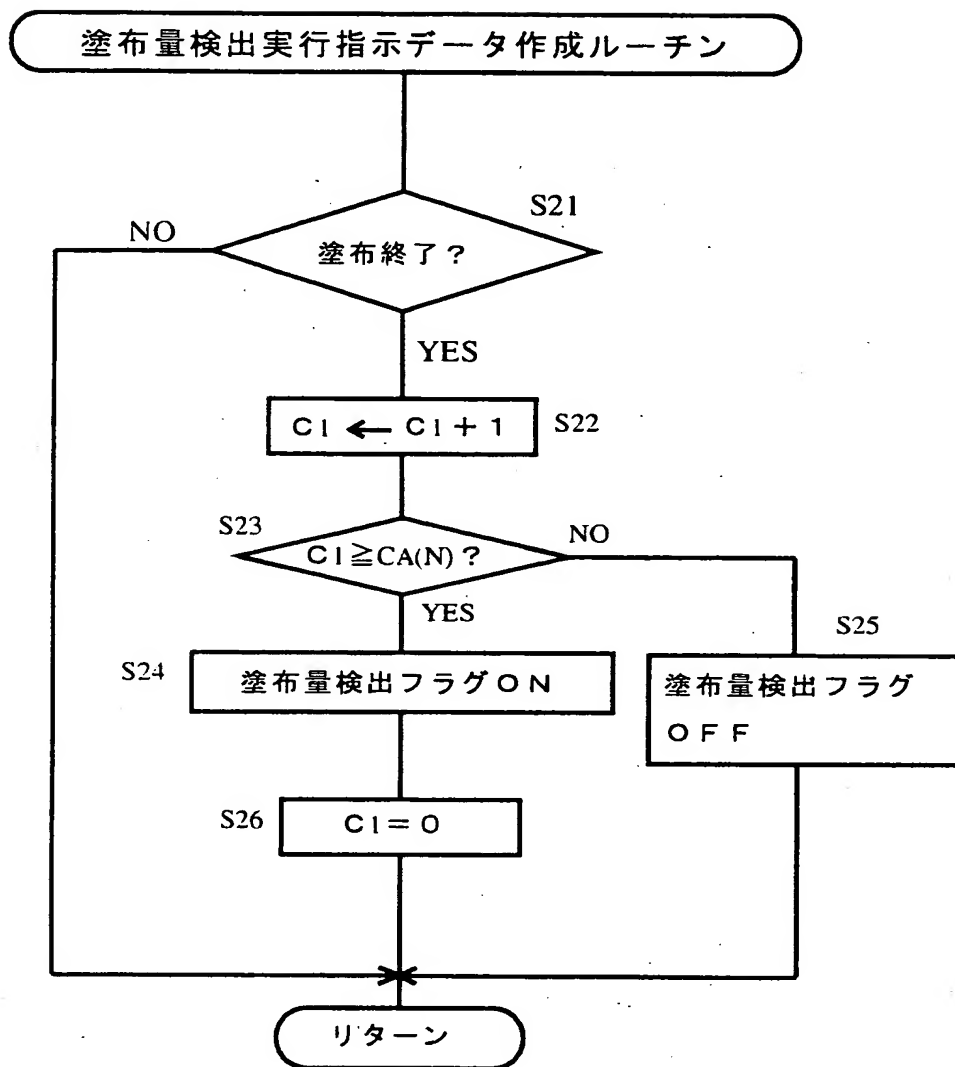 塗布量検出実行指示データ作成ルーチン
S21
NO
塗布終了?
YES
C1 ← C1+1
S22
S23
C1≧CA(N)?
NO
YES
S25
S24
塗布量検出フラグON
塗布量検出フラグ
OFF
S26
C1=0
リターン